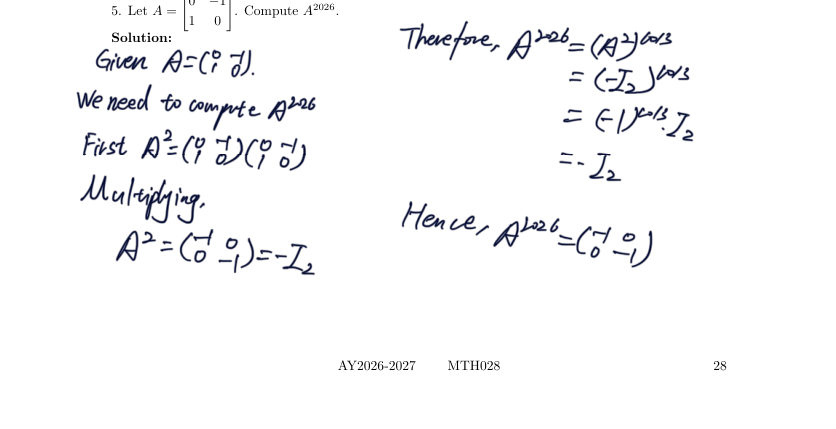 5. Let A = [0 −1; 1 0]. Compute A^2026.
Solution:
Given A=(0 -1; 1 0).
We need to compute A^2026
First A^2=(0 -1; 1 0)(0 -1; 1 0)
Multiplying,
A^2=(-1 0; 0 -1)=-I_2
Therefore, A^2026=(A^2)^1013
=(-I_2)^1013
=(-1)^1013·I_2
=-I_2
Hence, A^2026=(-1 0; 0 -1)
AY2026-2027 MTH028 28